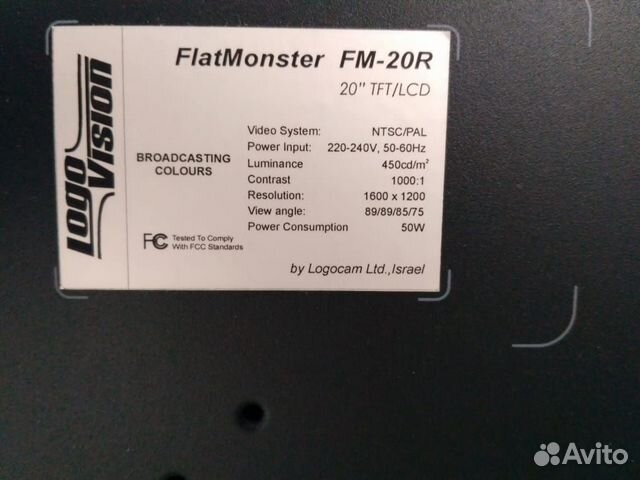 FlatMonster FM-20R
20" TFT/LCD
Logo
Vision
BROADCASTING
COLOURS
Video System: NTSC/PAL
Power Input: 220-240V, 50-60Hz
Luminance 450cd/m²
Contrast 1000:1
Resolution: 1600 x 1200
View angle: 89/89/85/75
Power Consumption 50W
FC Tested To Comply
With FCC Standards
by Logocam Ltd.,Israel
Avito